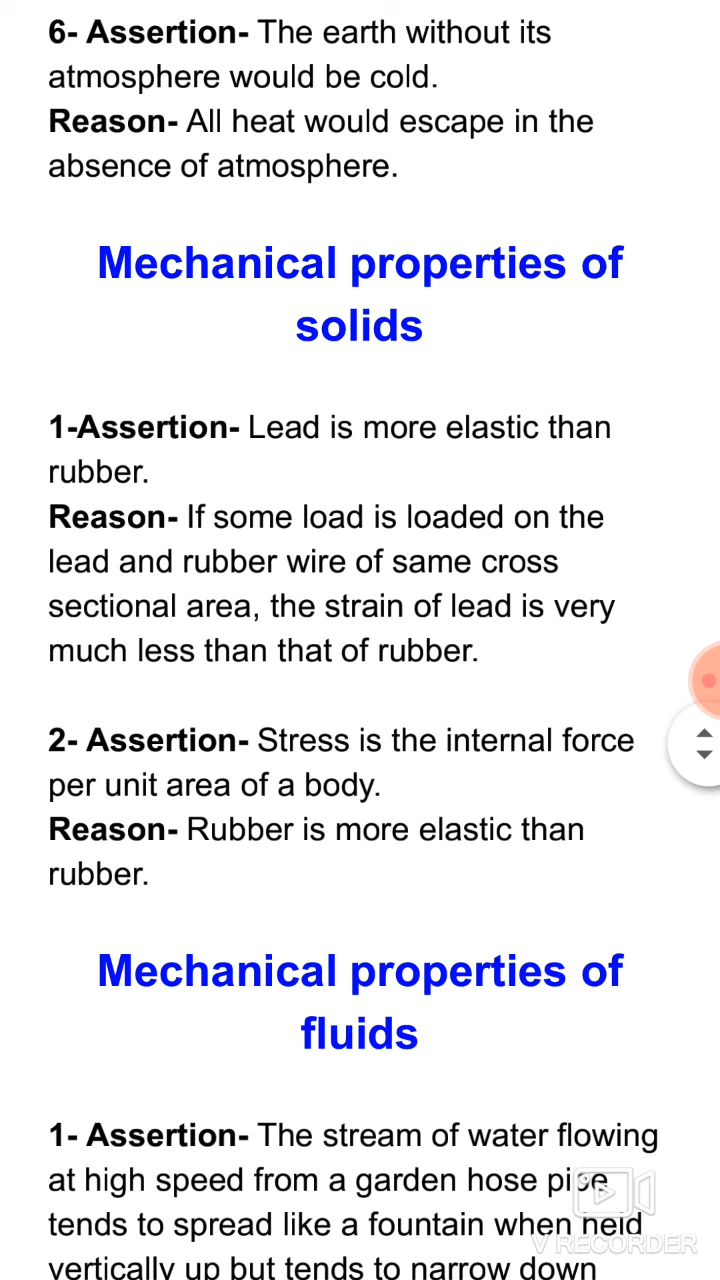 6- Assertion- The earth without its
atmosphere would be cold.
Reason- All heat would escape in the
absence of atmosphere.
Mechanical properties of
solids
1-Assertion- Lead is more elastic than
rubber.
Reason- If some load is loaded on the
lead and rubber wire of same cross
sectional area, the strain of lead is very
much less than that of rubber.
2- Assertion- Stress is the internal force
per unit area of a body.
Reason- Rubber is more elastic than
rubber.
Mechanical properties of
fluids
1- Assertion- The stream of water flowing
at high speed from a garden hose pipe
tends to spread like a fountain when held
vertically up but tends to narrow down
V RECORDER